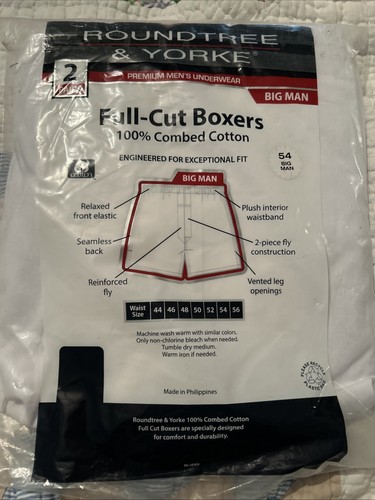 ROUNDTREE
& YORKE
2
PREMIUM MEN'S UNDERWEAR
BIG MAN
Full-Cut Boxers
100% Combed Cotton
ENGINEERED FOR EXCEPTIONAL FIT
54
BIG
MAN
BIG MAN
Relaxed
front elastic
Plush interior
waistband
Seamless
back
2-piece fly
construction
Reinforced
fly
Vented leg
openings
Waist
Size
44 46 48 50 52 54 56
Machine wash warm with similar colors.
Only non-chlorine bleach when needed.
Tumble dry medium.
Warm iron if needed.
PLEASE RECYCLE
PLASTIC BAG
Made in Philippines
Roundtree & Yorke 100% Combed Cotton
Full Cut Boxers are specially designed
for comfort and durability.